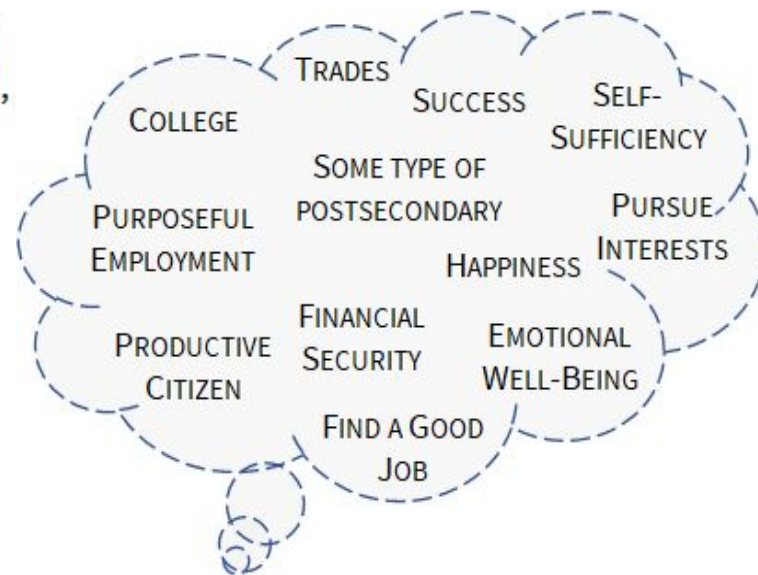 ,
TRADES
COLLEGE
SUCCESS
SELF-
SUFFICIENCY
SOME TYPE OF
POSTSECONDARY
PURPOSEFUL
EMPLOYMENT
PURSUE
INTERESTS
HAPPINESS
PRODUCTIVE
CITIZEN
FINANCIAL
SECURITY
EMOTIONAL
WELL-BEING
FIND A GOOD
JOB